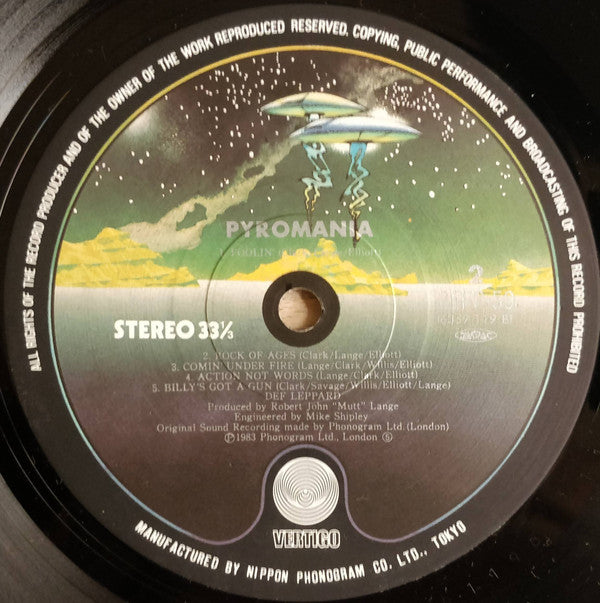 ALL RIGHTS OF THE RECORD PRODUCER AND OF THE OWNER OF THE WORK REPRODUCED RESERVED. COPYING, PUBLIC PERFORMANCE AND BROADCASTING OF THIS RECORD PROHIBITED
PYROMANIA
1. FOOLIN'
2
STEREO 33⅓
2. ROCK OF AGES (Clark/Lange/Elliott)
3. COMIN' UNDER FIRE (Lange/Clark/Willis/Elliott)
4. ACTION NOT WORDS (Lange/Clark/Elliott)
5. BILLY'S GOT A GUN (Clark/Savage/Willis/Elliott/Lange)
DEF LEPPARD
Produced by Robert John "Mutt" Lange
Engineered by Mike Shipley
Original Sound Recording made by Phonogram Ltd.(London)
Ⓟ1983 Phonogram Ltd., London Ⓢ
VERTIGO
MANUFACTURED BY NIPPON PHONOGRAM CO. LTD., TOKYO